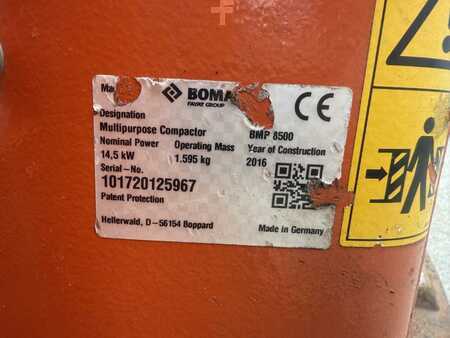 Ma
BOMA
FAYAT GROUP
Designation
Multipurpose Compactor BMP 8500
Nominal Power Operating Mass Year of Construction
14,5 kW 1.595 kg 2016
Serial-No.
101720125967
Patent Protection
Hellerwald, D-56154 Boppard Made in Germany